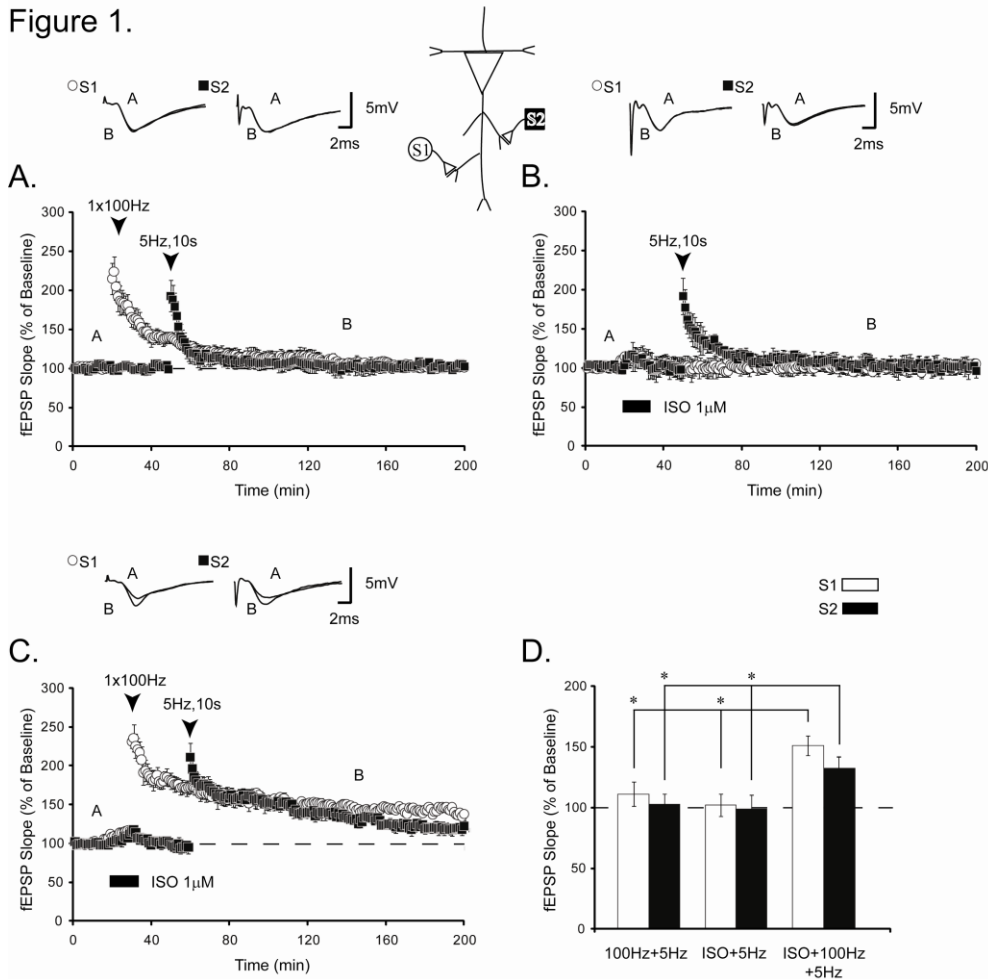 Figure 1.
S1
A
S2
A
5mV
B
B
2ms
S1
S2
S1
A
S2
A
5mV
B
B
2ms
A.
1x100Hz
5Hz,10s
fEPSP Slope (% of Baseline)
300
250
200
150
100
50
0
A
B
0 40 80 120 160 200
Time (min)
B.
5Hz,10s
fEPSP Slope (% of Baseline)
300
250
200
150
100
50
0
A
B
ISO 1µM
0 40 80 120 160 200
Time (min)
S1
A
S2
A
5mV
B
B
2ms
C.
1x100Hz
5Hz,10s
fEPSP Slope (% of Baseline)
300
250
200
150
100
50
0
A
B
ISO 1µM
0 40 80 120 160 200
Time (min)
S1
S2
D.
fEPSP Slope (% of Baseline)
200
150
100
50
0
* *
* *
100Hz+5Hz ISO+5Hz ISO+100Hz
+5Hz